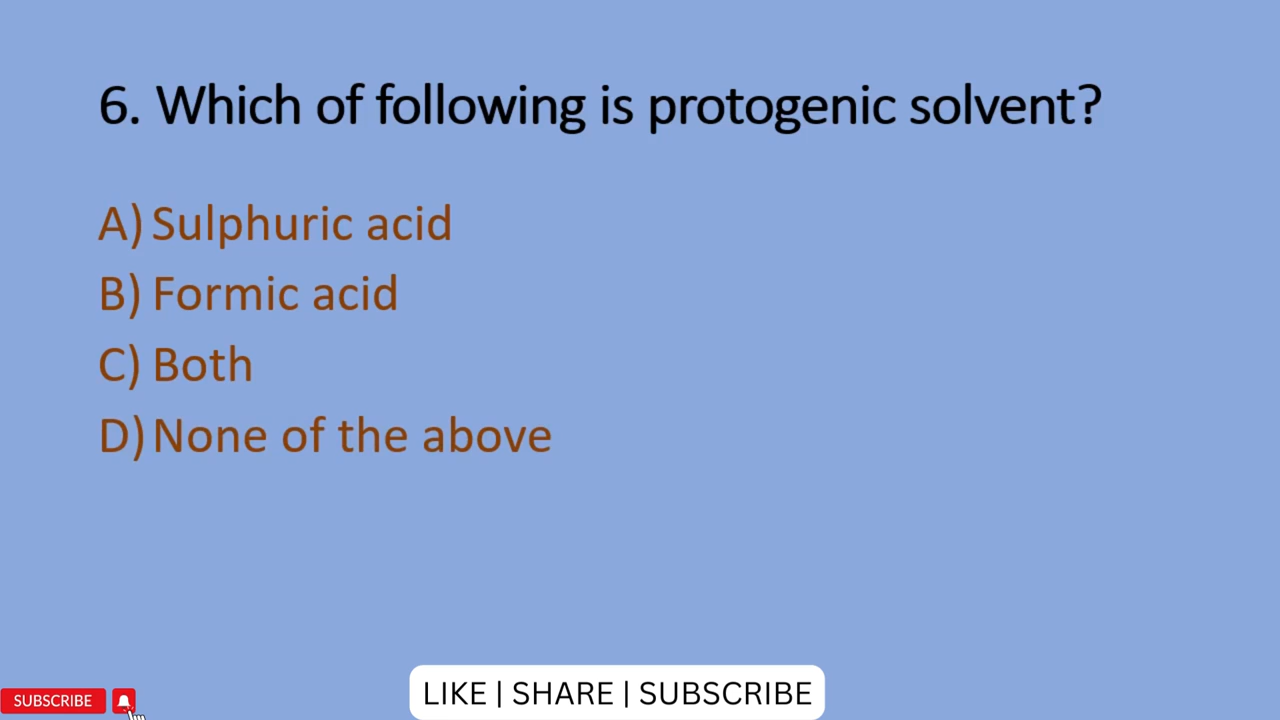 6. Which of following is protogenic solvent?
A) Sulphuric acid
B) Formic acid
C) Both
D) None of the above
SUBSCRIBE
LIKE | SHARE | SUBSCRIBE